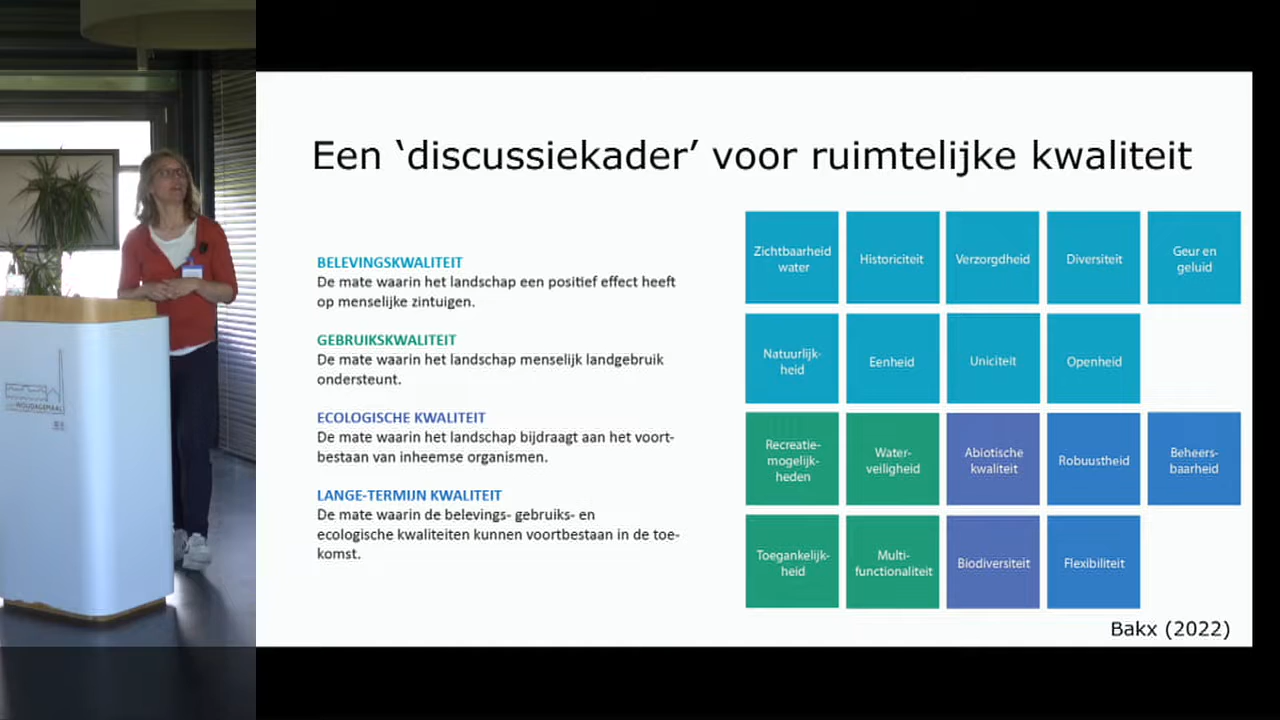 Een ‘discussiekader’ voor ruimtelijke kwaliteit
BELEVINGSKWALITEIT
De mate waarin het landschap een positief effect heeft
op menselijke zintuigen.
GEBRUIKSKWALITEIT
De mate waarin het landschap menselijk landgebruik
ondersteunt.
ECOLOGISCHE KWALITEIT
De mate waarin het landschap bijdraagt aan het voort-
bestaan van inheemse organismen.
LANGE-TERMIJN KWALITEIT
De mate waarin de belevings- gebruiks- en
ecologische kwaliteiten kunnen voortbestaan in de toe-
komst.
Zichtbaarheid
water
Historiciteit
Verzorgdheid
Diversiteit
Geur en
geluid
Natuurlijk-
heid
Eenheid
Uniciteit
Openheid
Recreatie-
mogelijk-
heden
Water-
veiligheid
Abiotische
kwaliteit
Robuustheid
Beheers-
baarheid
Toegankelijk-
heid
Multi-
functionaliteit
Biodiversiteit
Flexibiliteit
Bakx (2022)
WOUDAGEMAAL